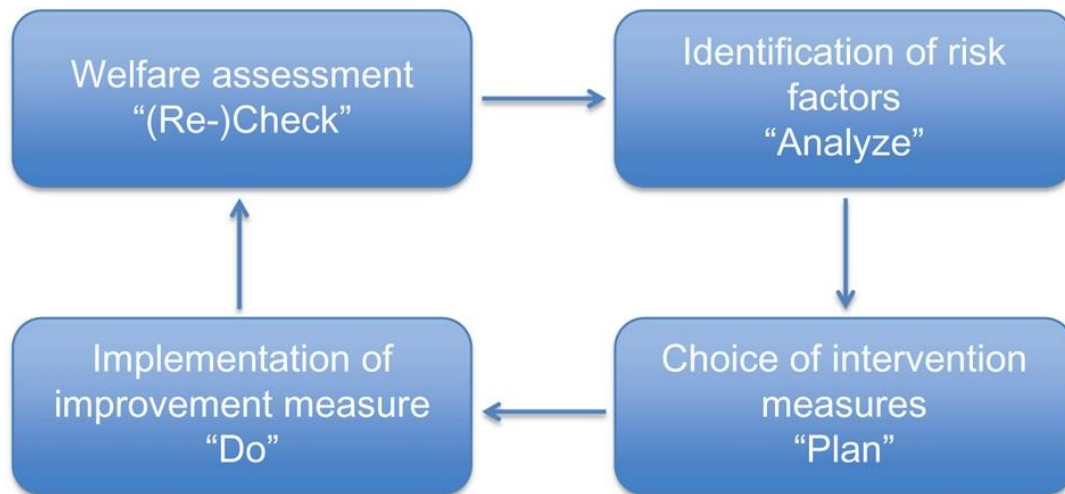 Welfare assessment
“(Re-)Check”
Identification of risk
factors
“Analyze”
Implementation of
improvement measure
“Do”
Choice of intervention
measures
“Plan”